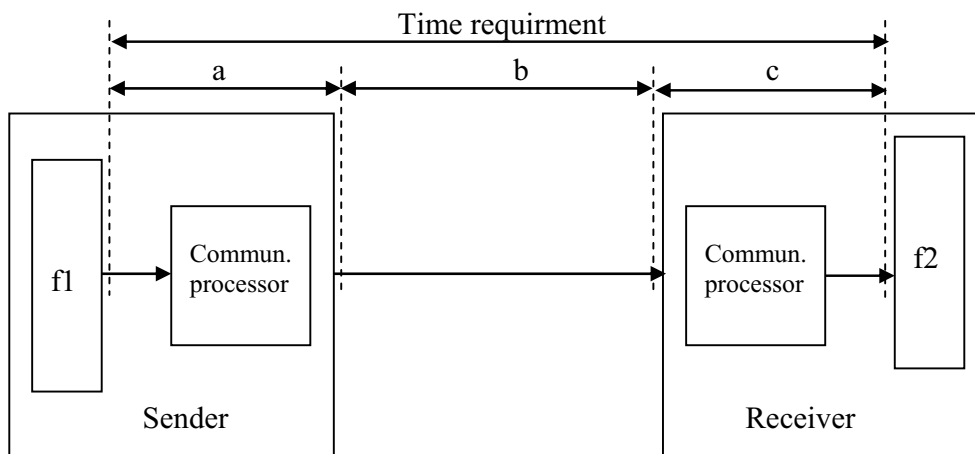 Time requirment
a
b
c
f1
Commun.
processor
Commun.
processor
f2
Sender
Receiver